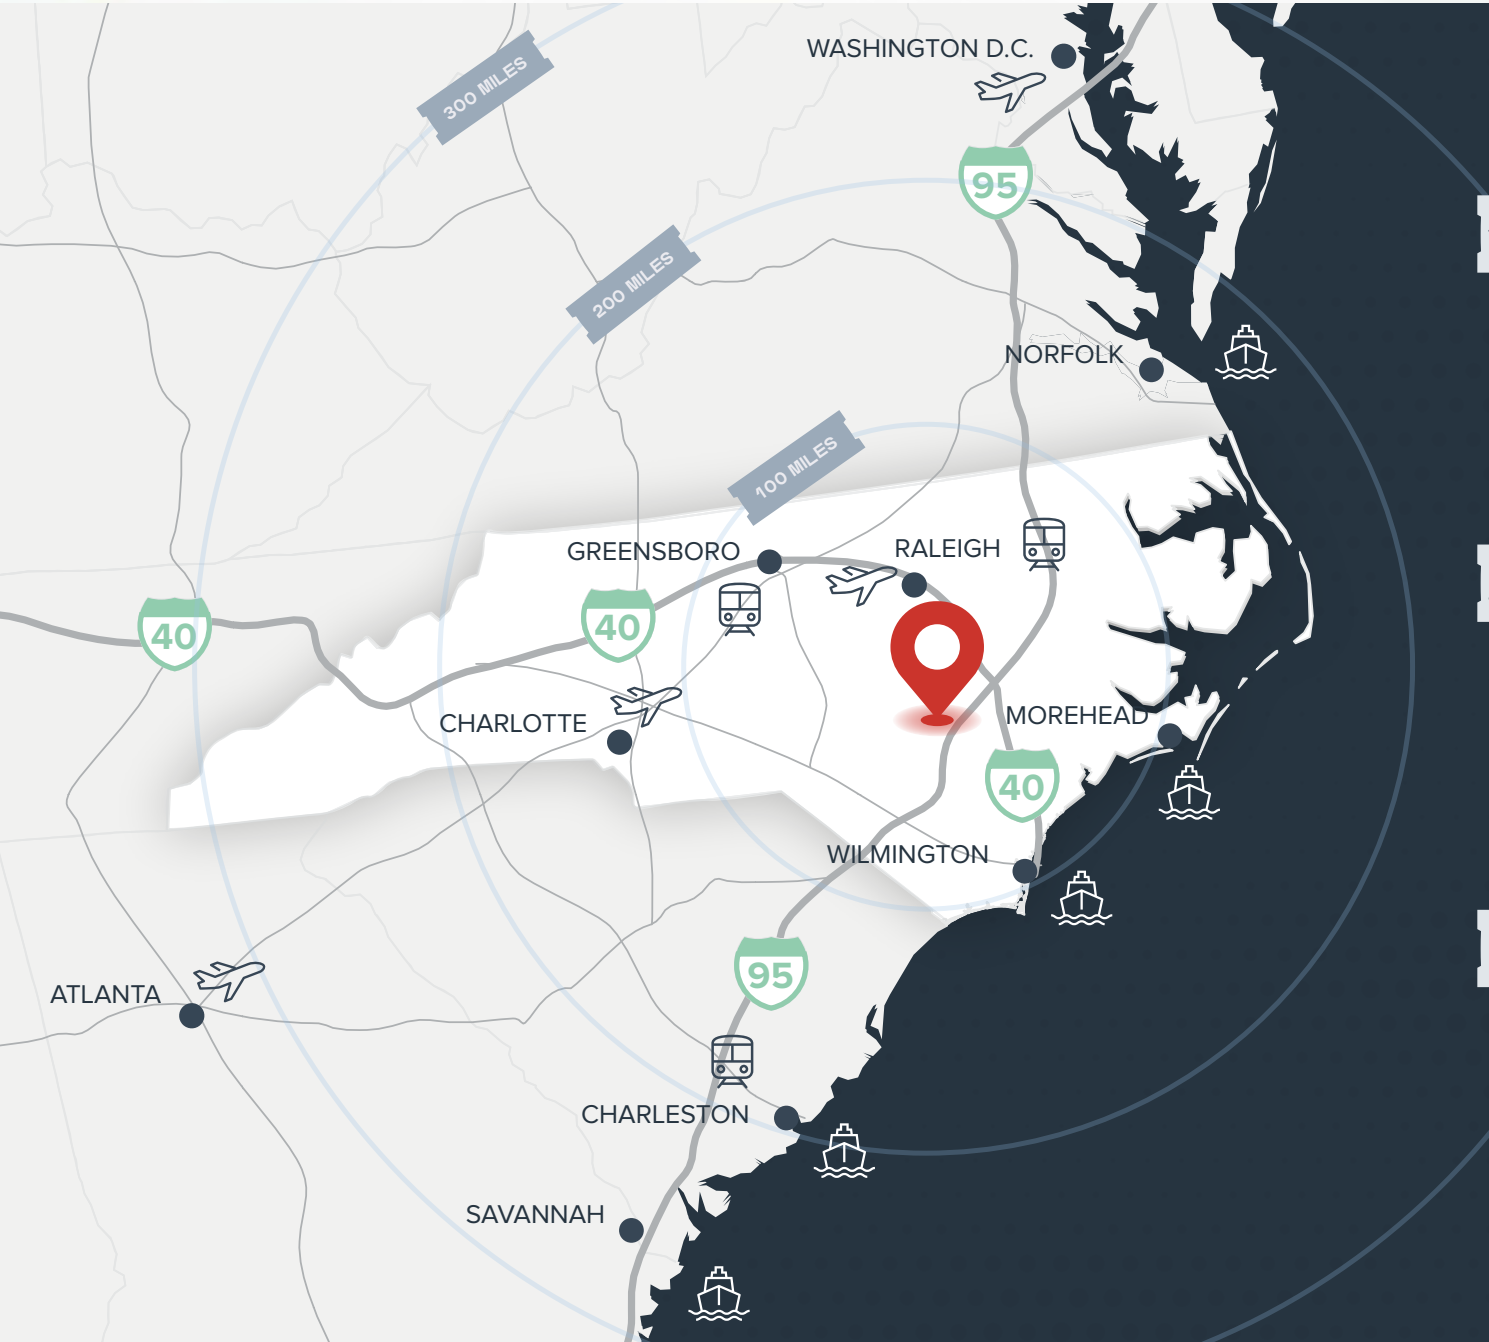 WASHINGTON D.C.
300 MILES
95
200 MILES
NORFOLK
100 MILES
GREENSBORO
RALEIGH
40
40
CHARLOTTE
MOREHEAD
40
WILMINGTON
95
ATLANTA
CHARLESTON
SAVANNAH